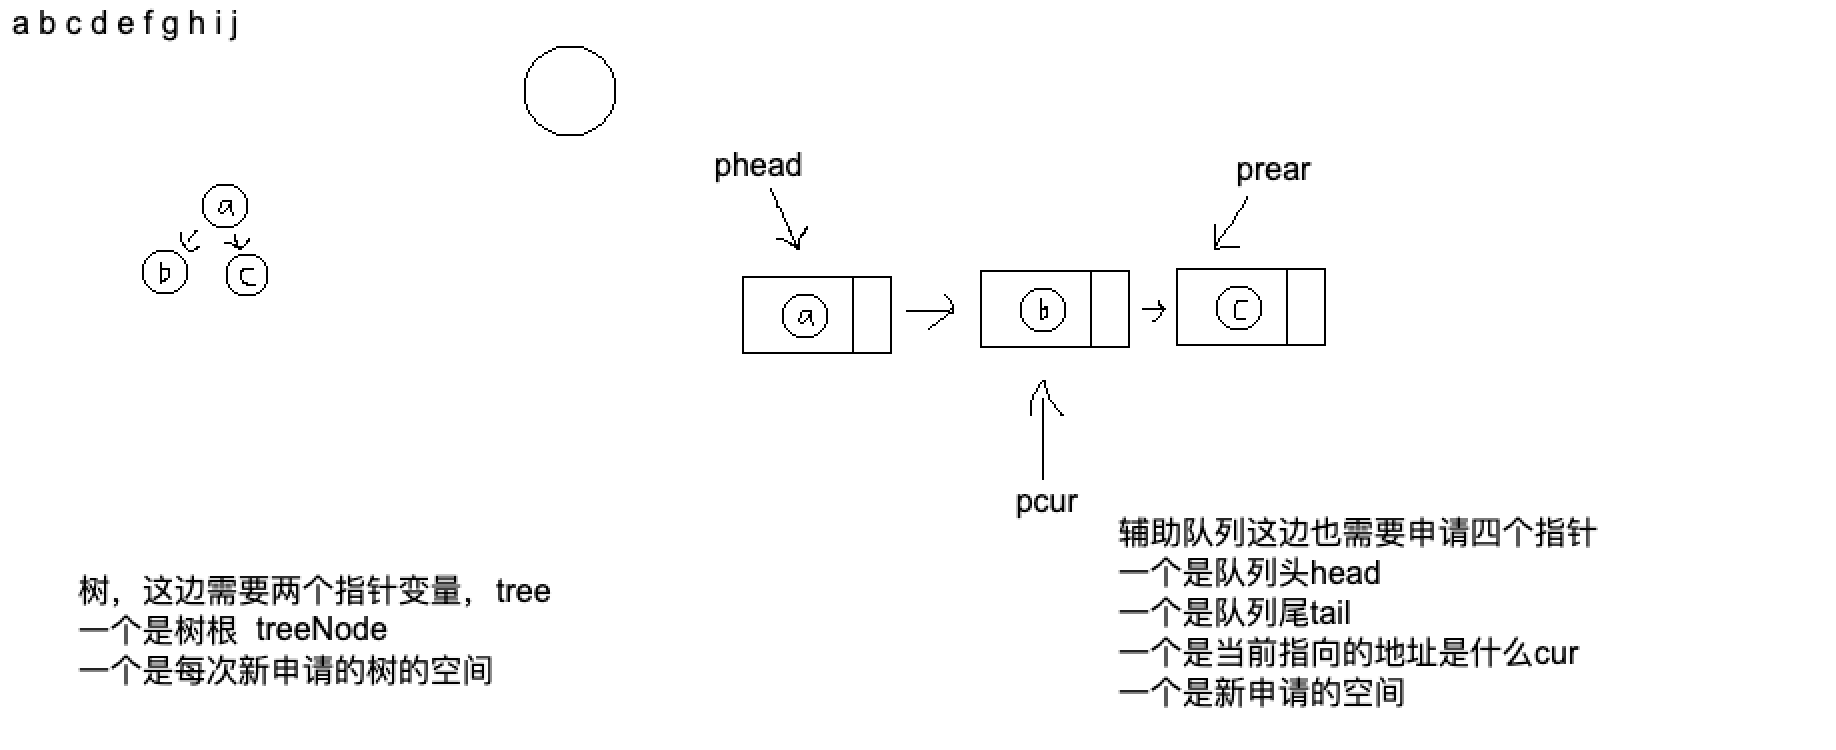 a b c d e f g h i j
phead
prear
a
b
c
a
b
c
pcur
辅助队列这边也需要申请四个指针
一个是队列头head
一个是队列尾tail
一个是当前指向的地址是什么cur
一个是新申请的空间
树，这边需要两个指针变量，tree
一个是树根 treeNode
一个是每次新申请的树的空间